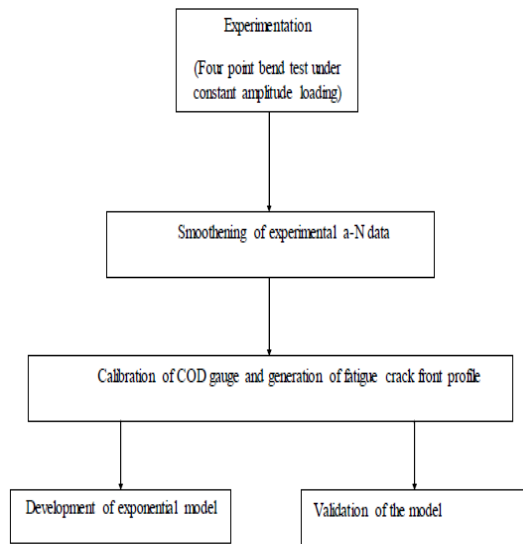 Experimentation
(Four point bend test under
constant amplitude loading)
Smoothening of experimental a-N data
Calibration of COD gauge and generation of fatigue crack front profile
Development of exponential model
Validation of the model